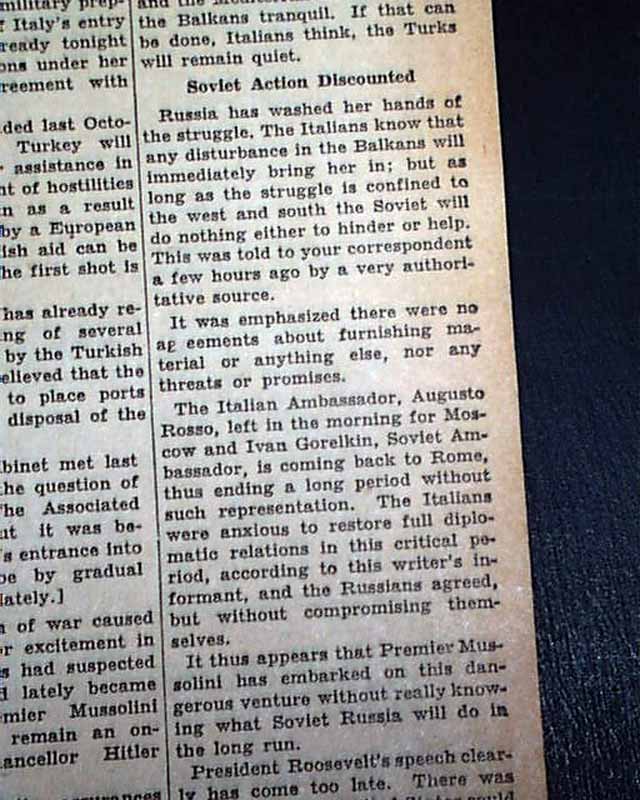 military prep-
Italy's entry
ready tonight
ons under her
reement with
ded last Octo-
Turkey will
assistance in
nt of hostilities
n as a result
by a European
ish aid can be
he first shot is
has already re-
ng of several
by the Turkish
elieved that the
to place ports
disposal of the
binet met last
he question of
he Associated
ut it was be-
's entrance into
be by gradual
lately.]
of war caused
r excitement in
s had suspected
d lately became
mier Mussolini
remain an on-
ancellor Hitler
the Balkans tranquil. If that can
be done, Italians think, the Turks
will remain quiet.
Soviet Action Discounted
Russia has washed her hands of
the struggle. The Italians know that
any disturbance in the Balkans will
immediately bring her in; but as
long as the struggle is confined to
the west and south the Soviet will
do nothing either to hinder or help.
This was told to your correspondent
a few hours ago by a very authori-
tative source.
It was emphasized there were no
ag eements about furnishing ma-
terial or anything else, nor any
threats or promises.
The Italian Ambassador, Augusto
Rosso, left in the morning for Mos-
cow and Ivan Gorelkin, Soviet Am-
bassador, is coming back to Rome,
thus ending a long period without
such representation. The Italians
were anxious to restore full diplo-
matic relations in this critical pe-
riod, according to this writer's in-
formant, and the Russians agreed,
but without compromising them-
selves.
It thus appears that Premier Mus-
solini has embarked on this dan-
gerous venture without really know-
ing what Soviet Russia will do in
the long run.
President Roosevelt's speech clear-
ly has come too late. There was